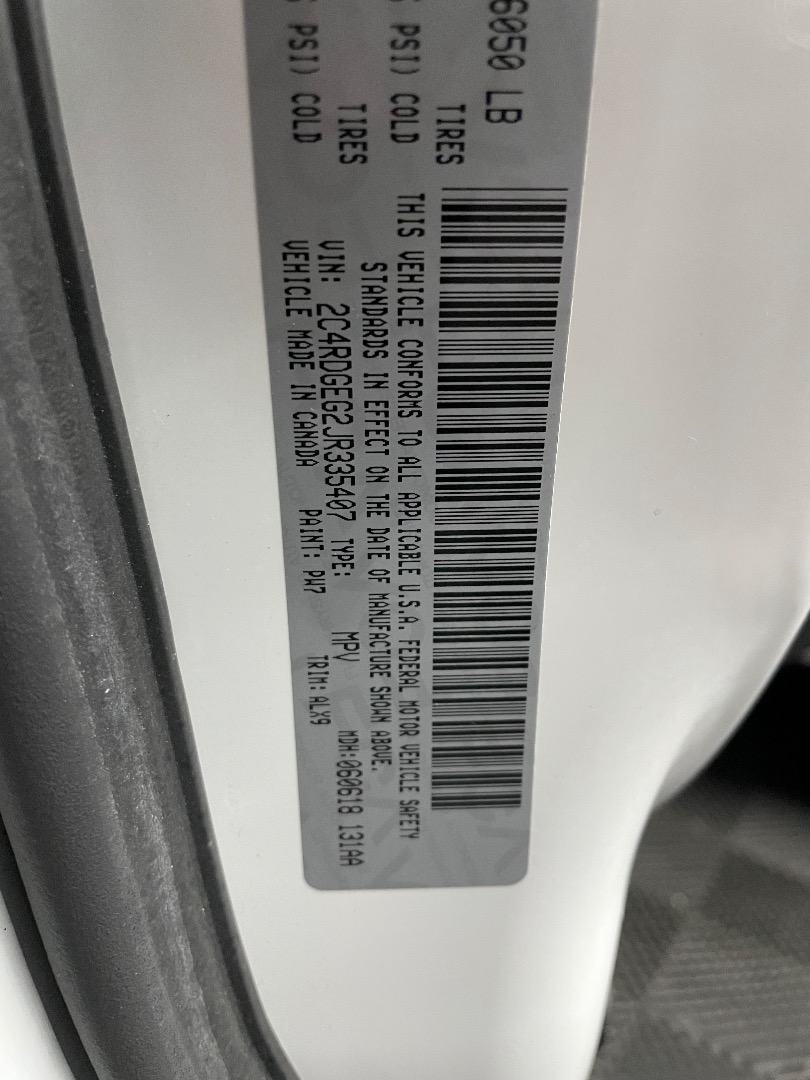 6050 LB
TIRES
PSI) COLD
TIRES
PSI) COLD
THIS VEHICLE CONFORMS TO ALL APPLICABLE U.S.A. FEDERAL MOTOR VEHICLE SAFETY
STANDARDS IN EFFECT ON THE DATE OF MANUFACTURE SHOWN ABOVE.
VIN: 2C4RDGEG2JR335407 TYPE: MPV MDH:060618 131AA
VEHICLE MADE IN CANADA PAINT: PW7 TRIM:ALX9